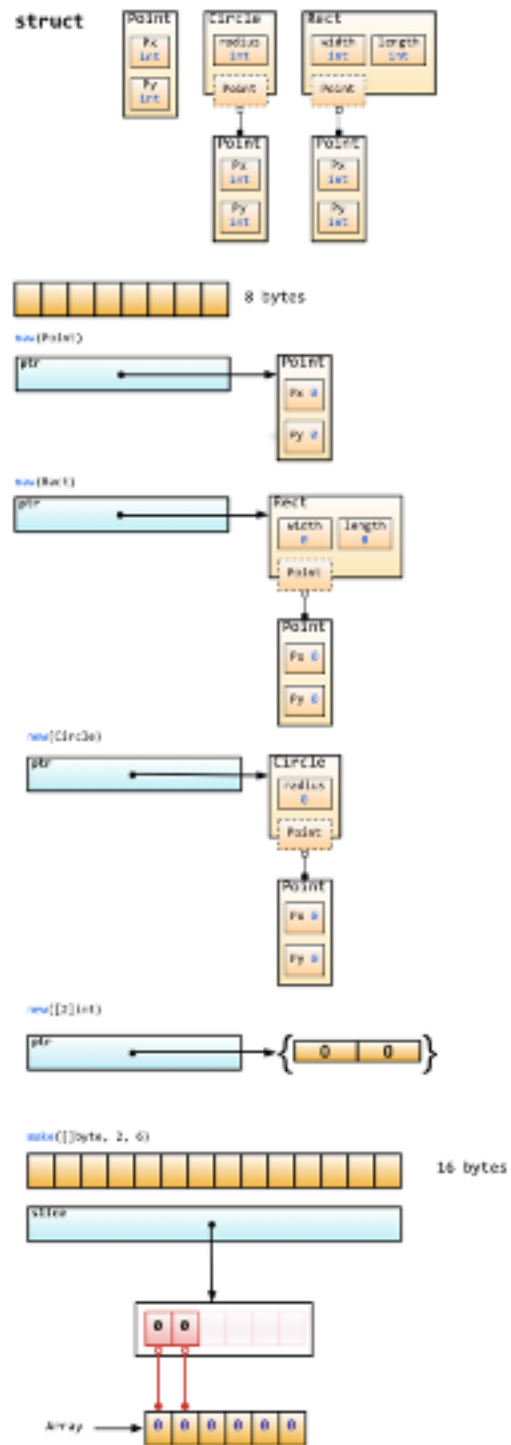 struct
Point
Px
int
Py
int
Circle
radius
int
Point
Rect
width
int
length
int
Point
Point
Px
int
Py
int
Point
Px
int
Py
int
8 bytes
new(Point)
ptr
Point
Px 0
Py 0
new(Rect)
ptr
Rect
width
0
length
0
Point
Point
Px 0
Py 0
new(Circle)
ptr
Circle
radius
0
Point
Point
Px 0
Py 0
new([2]int)
ptr
{ 0 0 }
make([]byte, 2, 6)
16 bytes
slice
0 0
Array
0 0 0 0 0 0